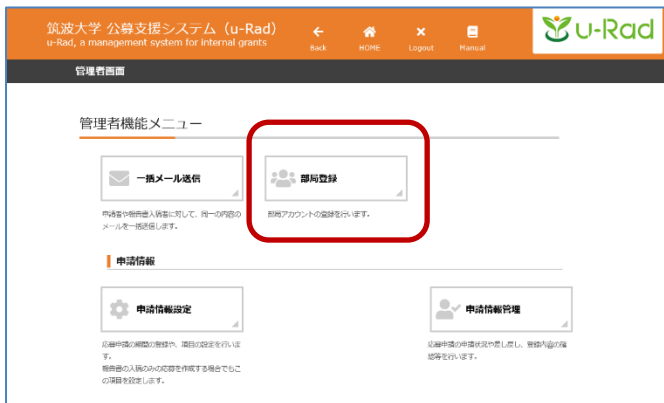 筑波大学 公募支援システム（u-Rad）
u-Rad, a management system for internal grants
Back
HOME
Logout
Manual
u-Rad
管理者画面
管理者機能メニュー
一括メール送信
部局登録
申請者や報告書入稿者に対して、同一の内容の
メールを一括送信します。
部局アカウントの登録を行います。
申請情報
申請情報設定
申請情報管理
応募申請の期間の登録や、項目の設定を行いま
す。
報告書の入稿のみの応募を作成する場合でもこ
の項目を設定します。
応募申請の申請状況や差し戻し、登録内容の確
認等を行います。